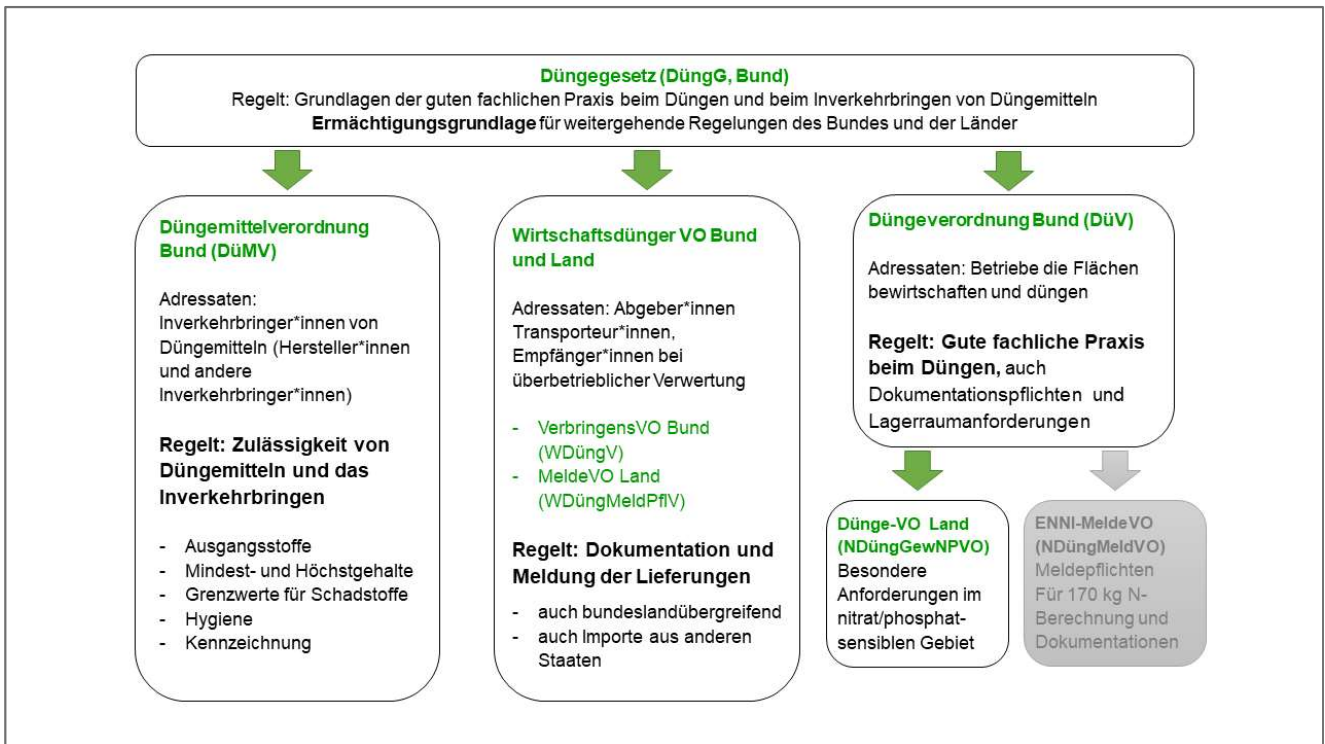 Düngegesetz (DüngG, Bund)
Regelt: Grundlagen der guten fachlichen Praxis beim Düngen und beim Inverkehrbringen von Düngemitteln
Ermächtigungsgrundlage für weitergehende Regelungen des Bundes und der Länder
Düngemittelverordnung
Bund (DüMV)
Adressaten:
Inverkehrbringer*innen von
Düngemitteln (Hersteller*innen
und andere
Inverkehrbringer*innen)
Regelt: Zulässigkeit von
Düngemitteln und das
Inverkehrbringen
- Ausgangsstoffe
- Mindest- und Höchstgehalte
- Grenzwerte für Schadstoffe
- Hygiene
- Kennzeichnung
Wirtschaftsdünger VO Bund
und Land
Adressaten: Abgeber*innen
Transporteur*innen,
Empfänger*innen bei
überbetrieblicher Verwertung
- VerbringensVO Bund
(WDüngV)
- MeldeVO Land
(WDüngMeldPflV)
Regelt: Dokumentation und
Meldung der Lieferungen
- auch bundeslandübergreifend
- auch Importe aus anderen
Staaten
Düngeverordnung Bund (DüV)
Adressaten: Betriebe die Flächen
bewirtschaften und düngen
Regelt: Gute fachliche Praxis
beim Düngen, auch
Dokumentationspflichten und
Lagerraumanforderungen
Dünge-VO Land
(NDüngGewNPVO)
Besondere
Anforderungen im
nitrat/phosphat-
sensiblen Gebiet
ENNI-MeldeVO
(NDüngMeldVO)
Meldepflichten
Für 170 kg N-
Berechnung und
Dokumentationen